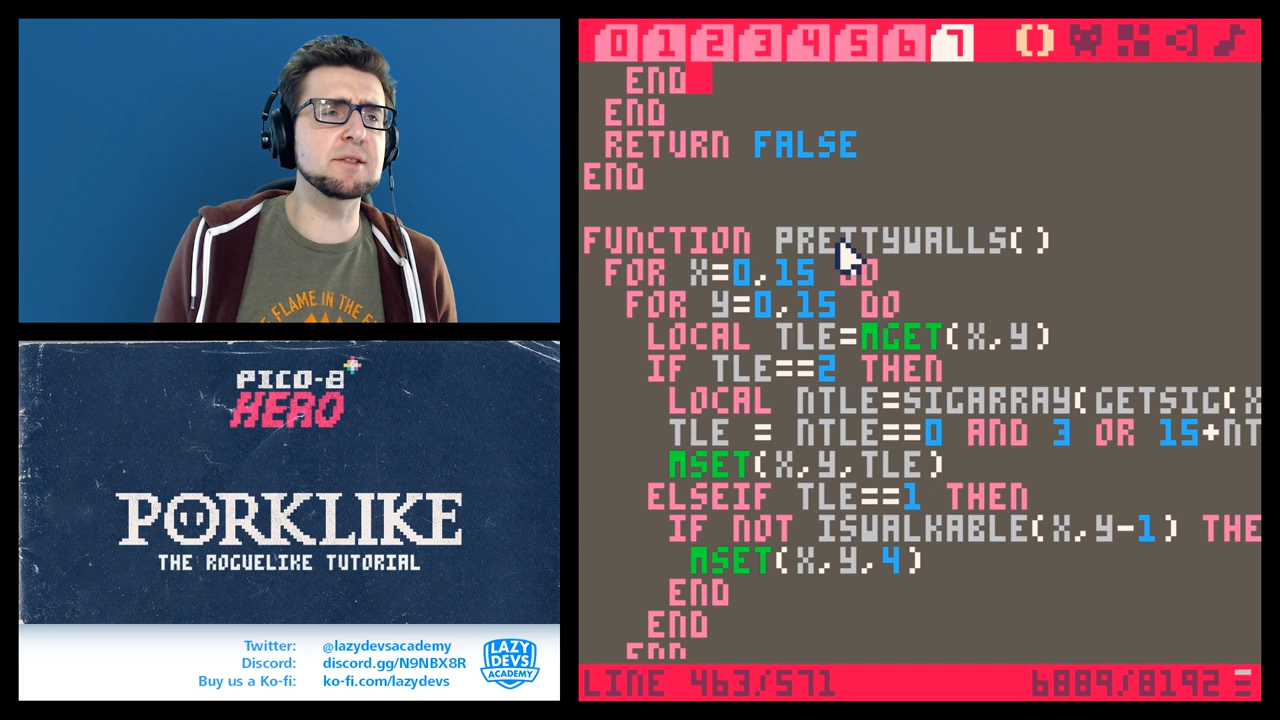 FLAME IN THE
PICO-8
HERO
PORKLIKE
THE ROGUELIKE TUTORIAL
Twitter: @lazydevsacademy
Discord: discord.gg/N9NBX8R
Buy us a Ko-fi: ko-fi.com/lazydevs
LAZY
DEVS
ACADEMY
0 1 2 3 4 5 6 7 ()
END
END
RETURN FALSE
END
FUNCTION PRETTYWALLS()
FOR X=0,15 DO
FOR Y=0,15 DO
LOCAL TLE=MGET(X,Y)
IF TLE==2 THEN
LOCAL NTLE=SIGARRAY(GETSIG(X
TLE = NTLE==0 AND 3 OR 15+NT
MSET(X,Y,TLE)
ELSEIF TLE==1 THEN
IF NOT ISWALKABLE(X,Y-1) THE
MSET(X,Y,4)
END
END
END
LINE 463/571 6889/8192